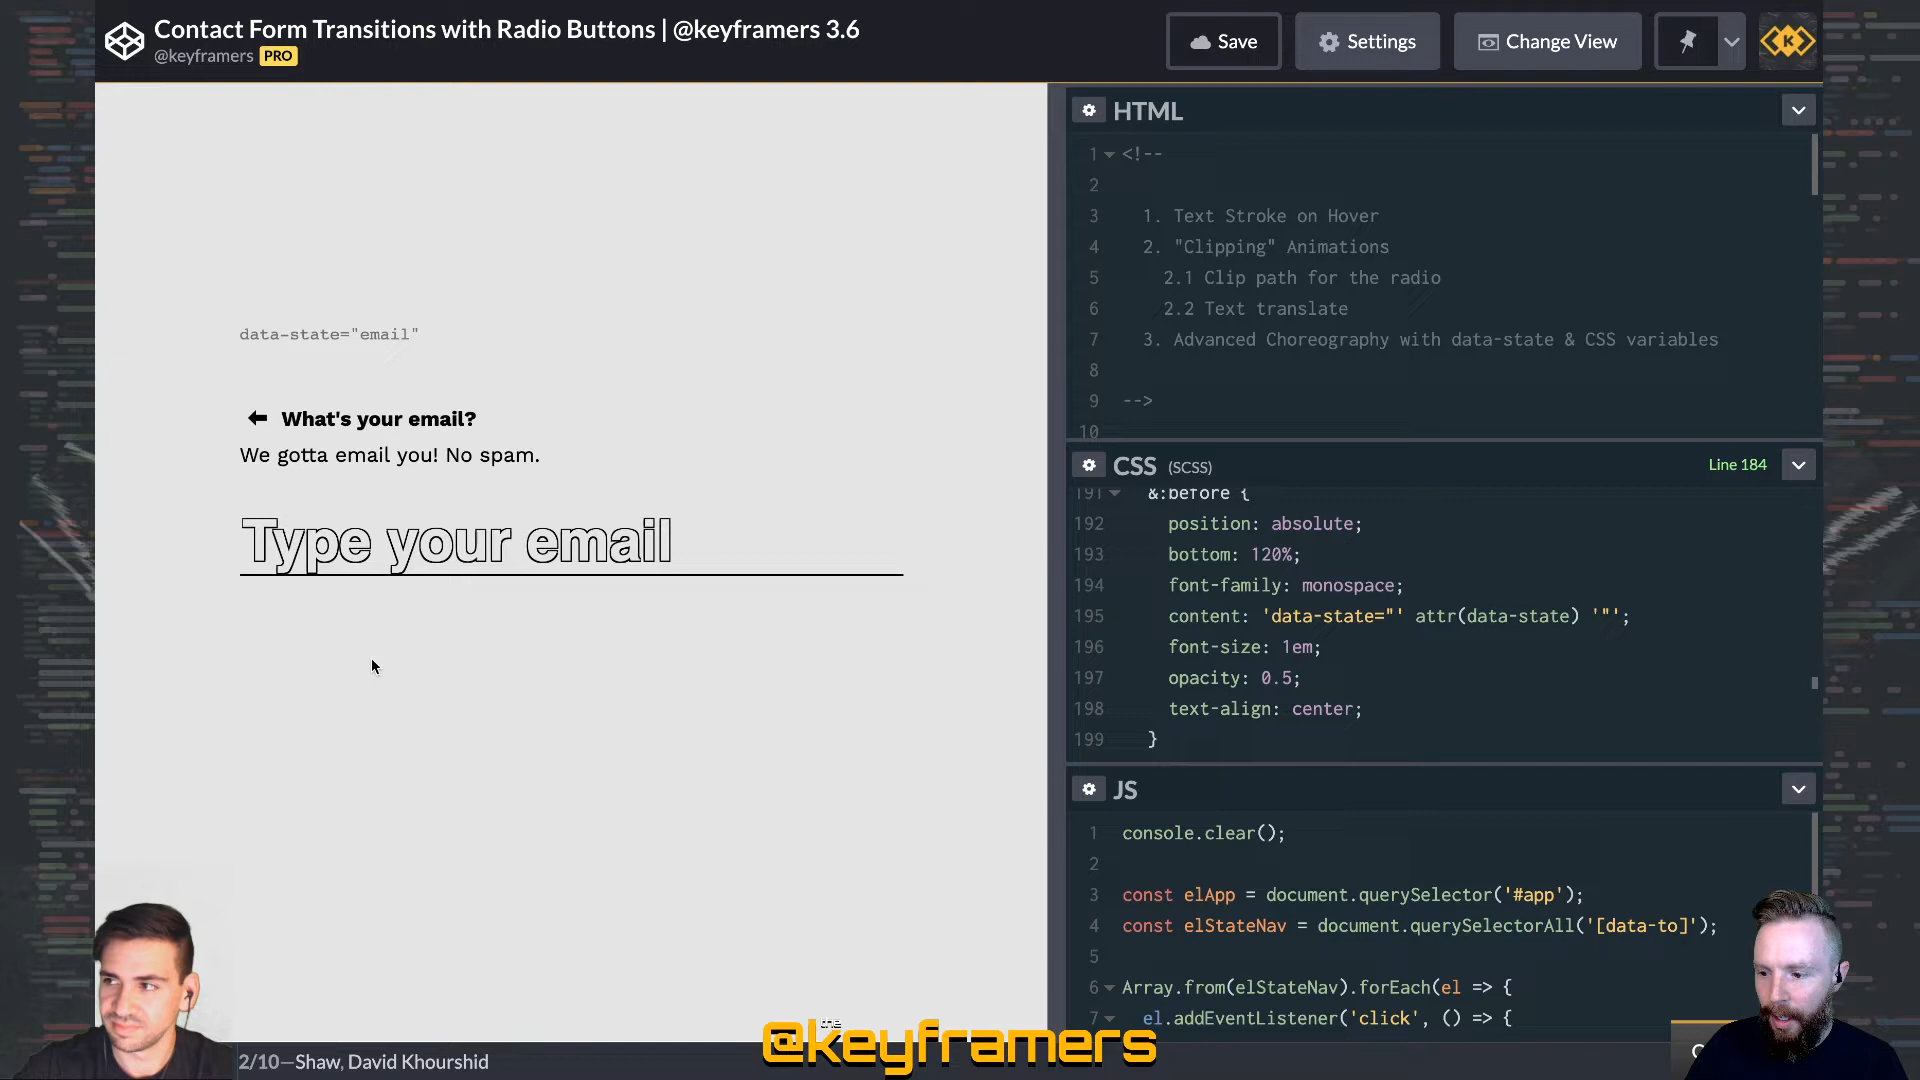 Contact Form Transitions with Radio Buttons | @keyframers 3.6
@keyframers PRO
Save
Settings
Change View
K
data-state="email"
What's your email?
We gotta email you! No spam.
Type your email
HTML
1 <!--
2
3 1. Text Stroke on Hover
4 2. "Clipping" Animations
5 2.1 Clip path for the radio
6 2.2 Text translate
7 3. Advanced Choreography with data-state & CSS variables
8
9 -->
10
CSS (SCSS)
Line 184
191 &:before {
192 position: absolute;
193 bottom: 120%;
194 font-family: monospace;
195 content: 'data-state="' attr(data-state) '"';
196 font-size: 1em;
197 opacity: 0.5;
198 text-align: center;
199 }
JS
1 console.clear();
2
3 const elApp = document.querySelector('#app');
4 const elStateNav = document.querySelectorAll('[data-to]');
5
6 Array.from(elStateNav).forEach(el => {
7 el.addEventListener('click', () => {
the
@keyframers
2/10—Shaw, David Khourshid